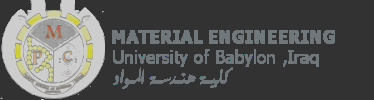 M
P C
MATERIAL ENGINEERING
University of Babylon ,Iraq
كلية هندسة المواد